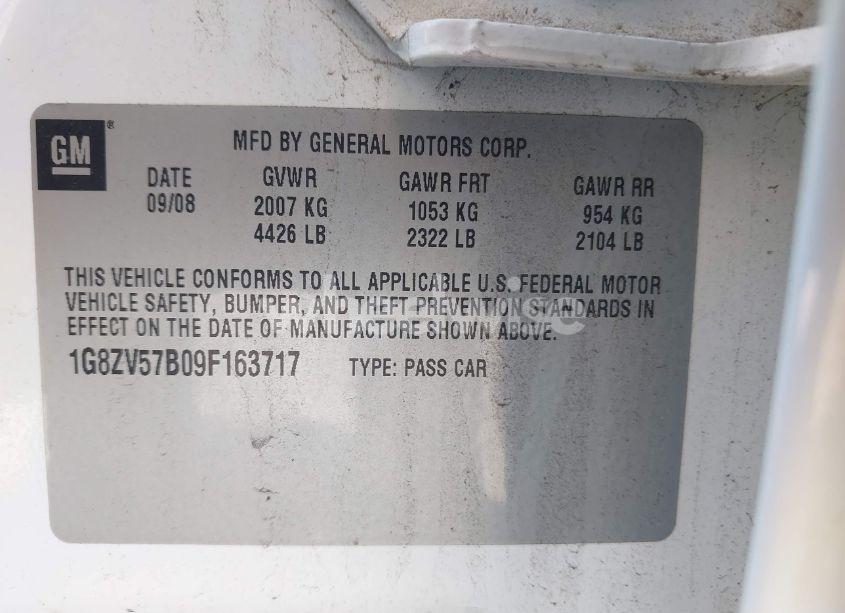 GM®
MFD BY GENERAL MOTORS CORP.
DATE GVWR GAWR FRT GAWR RR
09/08 2007 KG 1053 KG 954 KG
4426 LB 2322 LB 2104 LB
THIS VEHICLE CONFORMS TO ALL APPLICABLE U.S. FEDERAL MOTOR
VEHICLE SAFETY, BUMPER, AND THEFT PREVENTION STANDARDS IN
EFFECT ON THE DATE OF MANUFACTURE SHOWN ABOVE.
1G8ZV57B09F163717 TYPE: PASS CAR